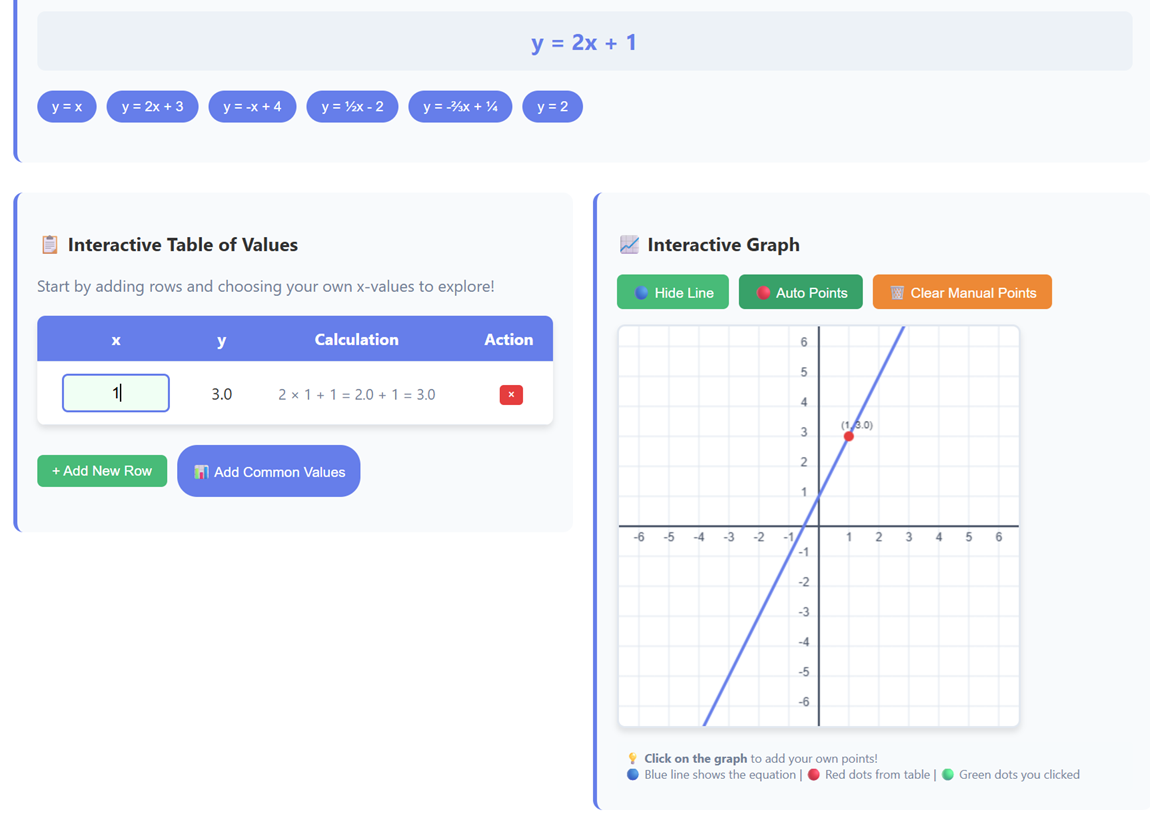 y = 2x + 1
y = x
y = 2x + 3
y = -x + 4
y = ½x - 2
y = -⅔x + ¼
y = 2
Interactive Table of Values
Start by adding rows and choosing your own x-values to explore!
x y Calculation Action
1 3.0 2 × 1 + 1 = 2.0 + 1 = 3.0 ×
+ Add New Row
Add Common Values
Interactive Graph
Hide Line
Auto Points
Clear Manual Points
6
5
4
(1, 3.0)
3
2
1
-6 -5 -4 -3 -2 -1 1 2 3 4 5 6
-1
-2
-3
-4
-5
-6
Click on the graph to add your own points!
Blue line shows the equation | Red dots from table | Green dots you clicked